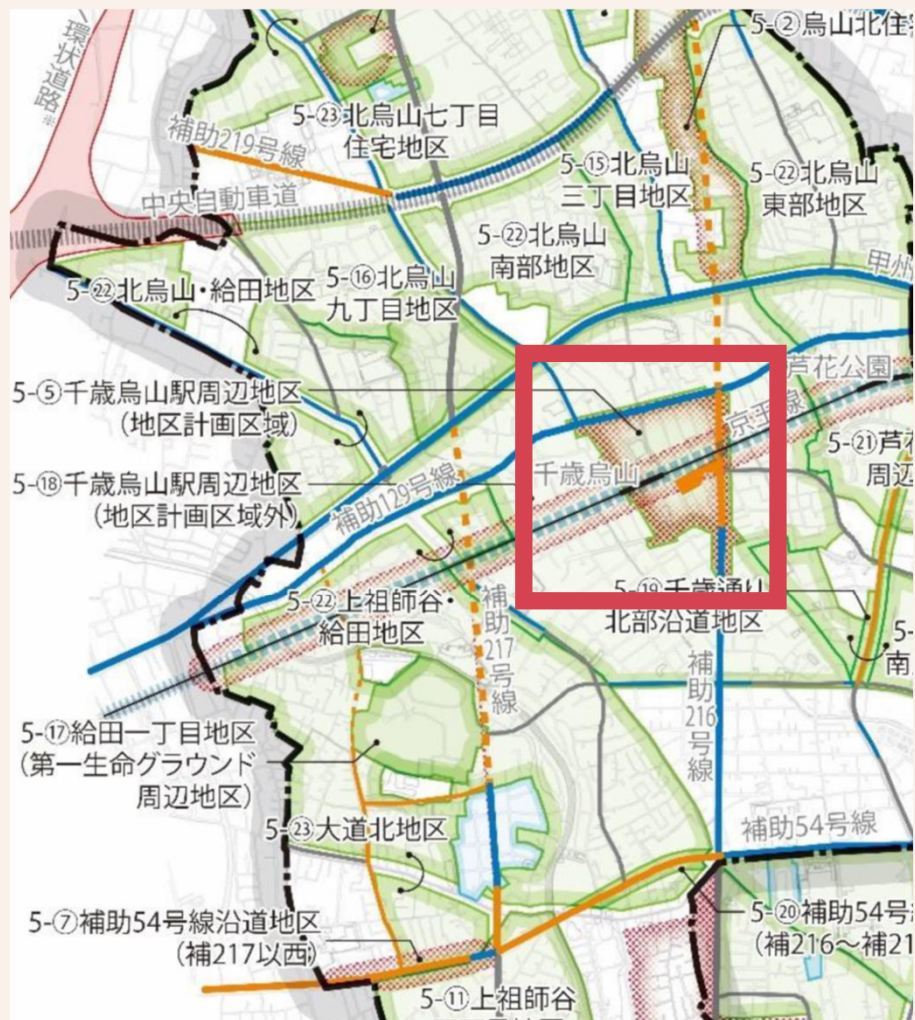 環状道路※
5-②烏山北住
5-㉓北烏山七丁目
住宅地区
補助219号線
5-⑮北烏山
三丁目地区
5-㉒北烏山
東部地区
中央自動車道
5-㉒北烏山
南部地区
5-⑯北烏山
九丁目地区
甲州
5-㉒北烏山・給田地区
芦花公園
5-⑤千歳烏山駅周辺地区
(地区計画区域)
京王線
5-㉑芦花
周辺
千歳烏山
5-⑱千歳烏山駅周辺地区
(地区計画区域外)
補助129号線
5-⑲千歳通り
北部沿道地区
5-㉒上祖師谷・
給田地区
補助217号線
5-
南
補助216号線
5-⑰給田一丁目地区
(第一生命グラウンド
周辺地区)
補助54号線
5-㉓大道北地区
5-⑦補助54号線沿道地区
(補217以西)
5-⑳補助54号
(補216～補21
5-⑪上祖師谷